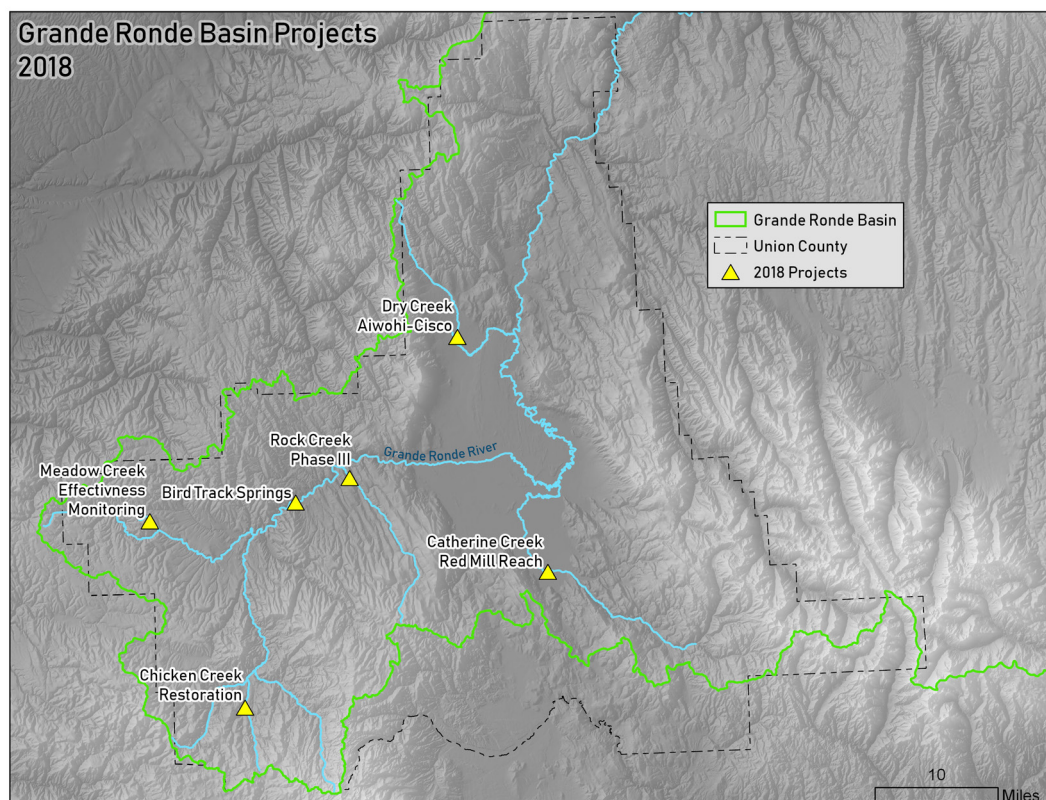 Grande Ronde Basin Projects
2018
Grande Ronde Basin
Union County
2018 Projects
Dry Creek
Aiwohi-Cisco
Rock Creek
Phase III
Grande Ronde River
Meadow Creek
Effectivness
Monitoring
Bird Track Springs
Catherine Creek
Red Mill Reach
Chicken Creek
Restoration
10
Miles